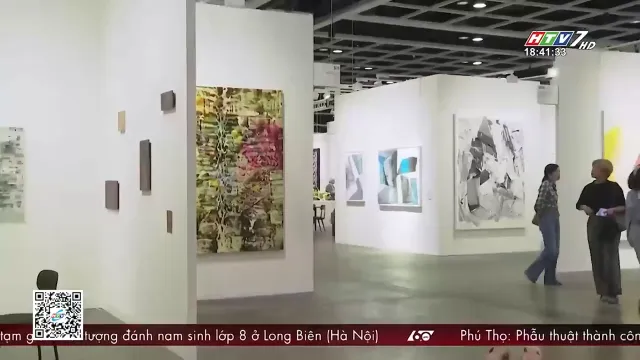 HTV7 HD
18:41:33
tạm g tượng đánh nam sinh lớp 8 ở Long Biên (Hà Nội) 60 Phú Thọ: Phẫu thuật thành côn